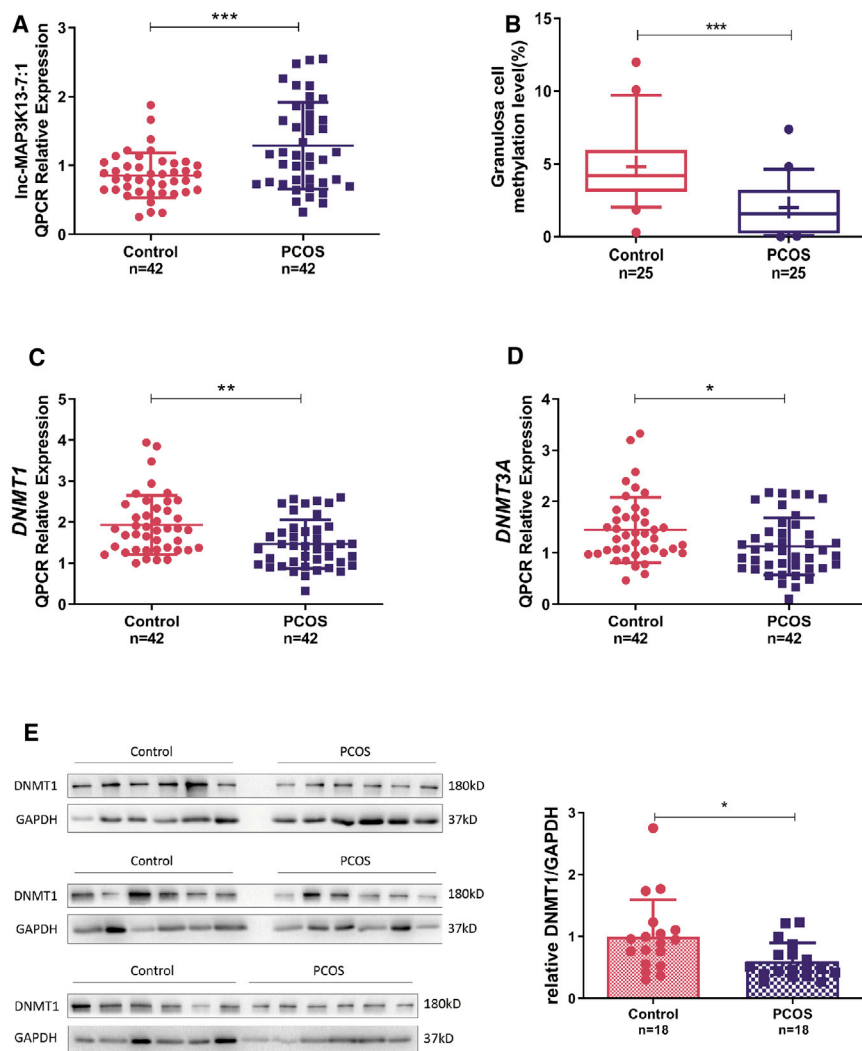 A
lnc-MAP3K13-7:1
QPCR Relative Expression
***
3
2
1
0
Control
n=42
PCOS
n=42
B
Granulosa cell
methylation level(%)
***
15
10
5
0
Control
n=25
PCOS
n=25
C
DNMT1
QPCR Relative Expression
**
5
4
3
2
1
0
Control
n=42
PCOS
n=42
D
DNMT3A
QPCR Relative Expression
*
4
3
2
1
0
Control
n=42
PCOS
n=42
E
Control PCOS
DNMT1 180kD
GAPDH 37kD
Control PCOS
DNMT1 180kD
GAPDH 37kD
Control PCOS
DNMT1 180kD
GAPDH 37kD
relative DNMT1/GAPDH
*
3
2
1
0
Control
n=18
PCOS
n=18